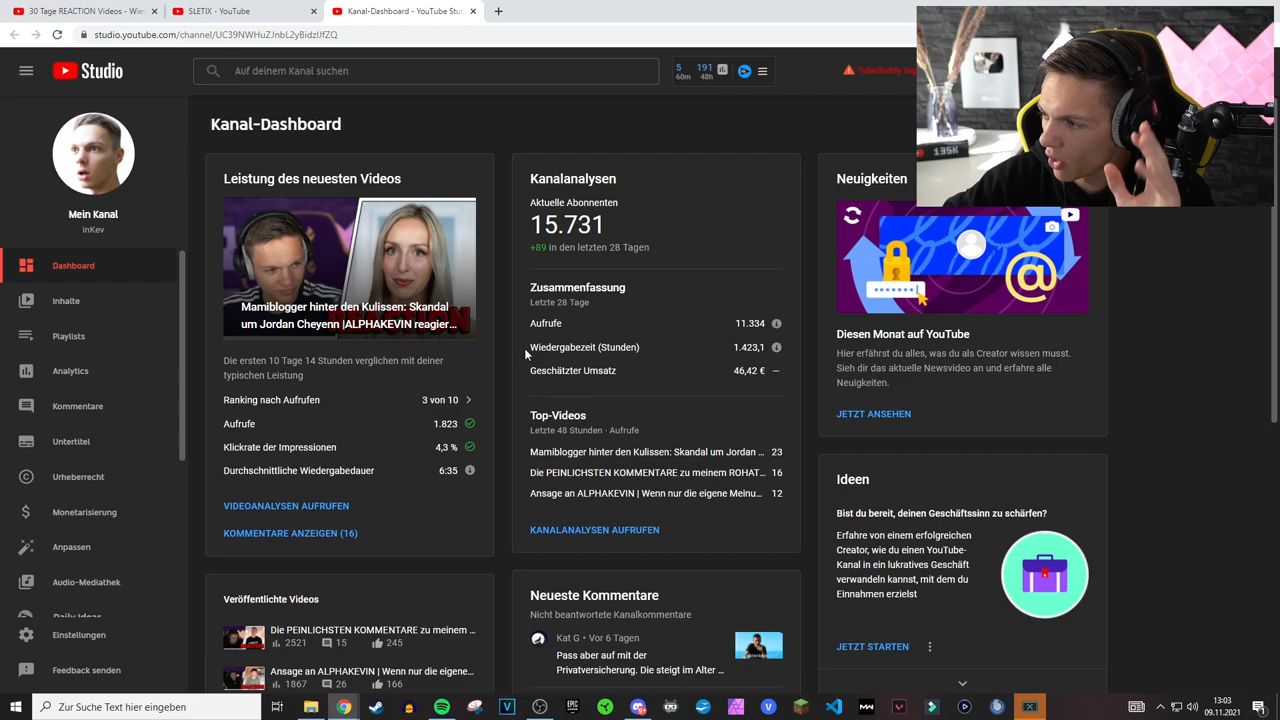 30 Tage REACTION Videos - Wie
SLETIX - YouTube
Kanal-Dashboard - YouTube Stu
studio.youtube.com/channel/UC39NWHuZJnbL2yBidzIJfZQ
Studio
Auf deinem Kanal suchen
5 191
60m 48h
TubeBuddy Sig
135K
Kanal-Dashboard
Mein Kanal
inKev
Dashboard
Inhalte
Playlists
Analytics
Kommentare
Untertitel
Urheberrecht
Monetarisierung
Anpassen
Audio-Mediathek
Daily Ideas
Einstellungen
Feedback senden
Leistung des neuesten Videos
Mamiblogger hinter den Kulissen: Skandal
um Jordan Cheyenn |ALPHAKEVIN reagier...
Die ersten 10 Tage 14 Stunden verglichen mit deiner
typischen Leistung
Ranking nach Aufrufen 3 von 10
Aufrufe 1.823
Klickrate der Impressionen 4,3 %
Durchschnittliche Wiedergabedauer 6:35
VIDEOANALYSEN AUFRUFEN
KOMMENTARE ANZEIGEN (16)
Veröffentlichte Videos
Die PEINLICHSTEN KOMMENTARE zu meinem ...
2521 15 245
Ansage an ALPHAKEVIN | Wenn nur die eigene...
1867 26 166
Kanalanalysen
Aktuelle Abonnenten
15.731
+89 in den letzten 28 Tagen
Zusammenfassung
Letzte 28 Tage
Aufrufe 11.334
Wiedergabezeit (Stunden) 1.423,1
Geschätzter Umsatz 46,42 € —
Top-Videos
Letzte 48 Stunden · Aufrufe
Mamiblogger hinter den Kulissen: Skandal um Jordan ... 23
Die PEINLICHSTEN KOMMENTARE zu meinem ROHAT... 16
Ansage an ALPHAKEVIN | Wenn nur die eigene Meinu... 12
KANALANALYSEN AUFRUFEN
Neueste Kommentare
Nicht beantwortete Kanalkommentare
Kat G • Vor 6 Tagen
Pass aber auf mit der
Privatversicherung. Die steigt im Alter ...
Neuigkeiten
Diesen Monat auf YouTube
Hier erfährst du alles, was du als Creator wissen musst.
Sieh dir das aktuelle Newsvideo an und erfahre alle
Neuigkeiten.
JETZT ANSEHEN
Ideen
Bist du bereit, deinen Geschäftssinn zu schärfen?
Erfahre von einem erfolgreichen
Creator, wie du einen YouTube-
Kanal in ein lukratives Geschäft
verwandeln kannst, mit dem du
Einnahmen erzielst
JETZT STARTEN
Zur Suche Text hier eingeben
13:03
09.11.2021